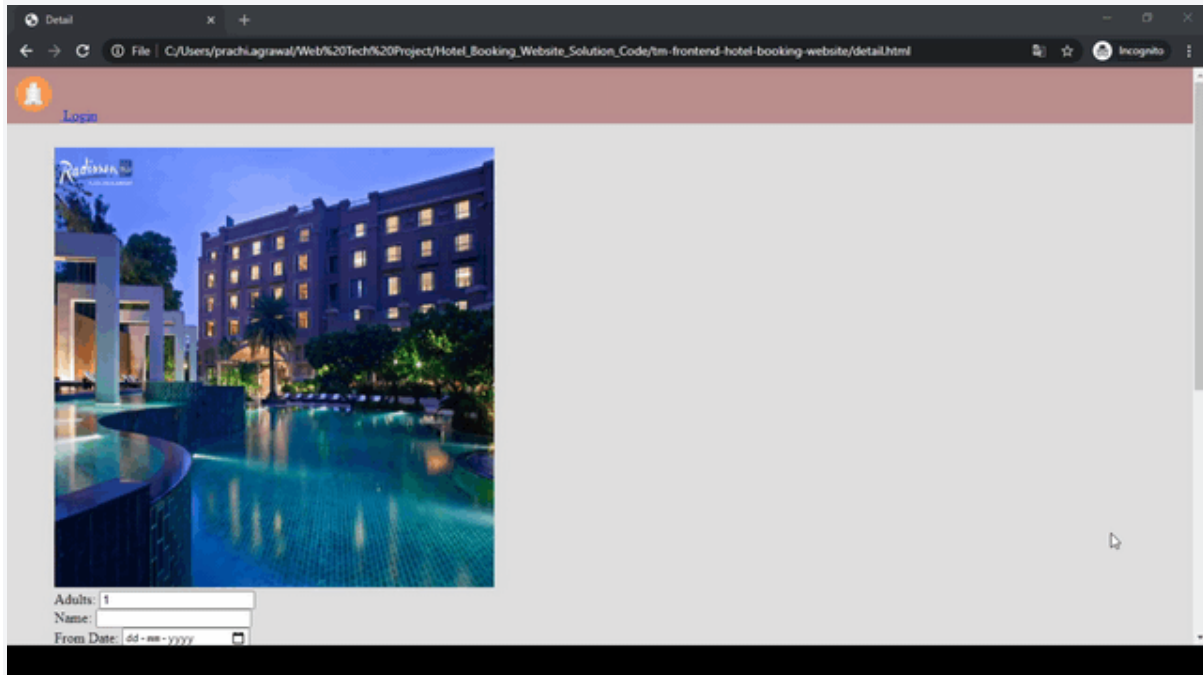 Detail
File | C:/Users/prachi.agrawal/Web%20Tech%20Project/Hotel_Booking_Website_Solution_Code/tm-frontend-hotel-booking-website/detail.html
Incognito
Login
Radisson
Adults: 1
Name:
From Date: dd-mm-yyyy